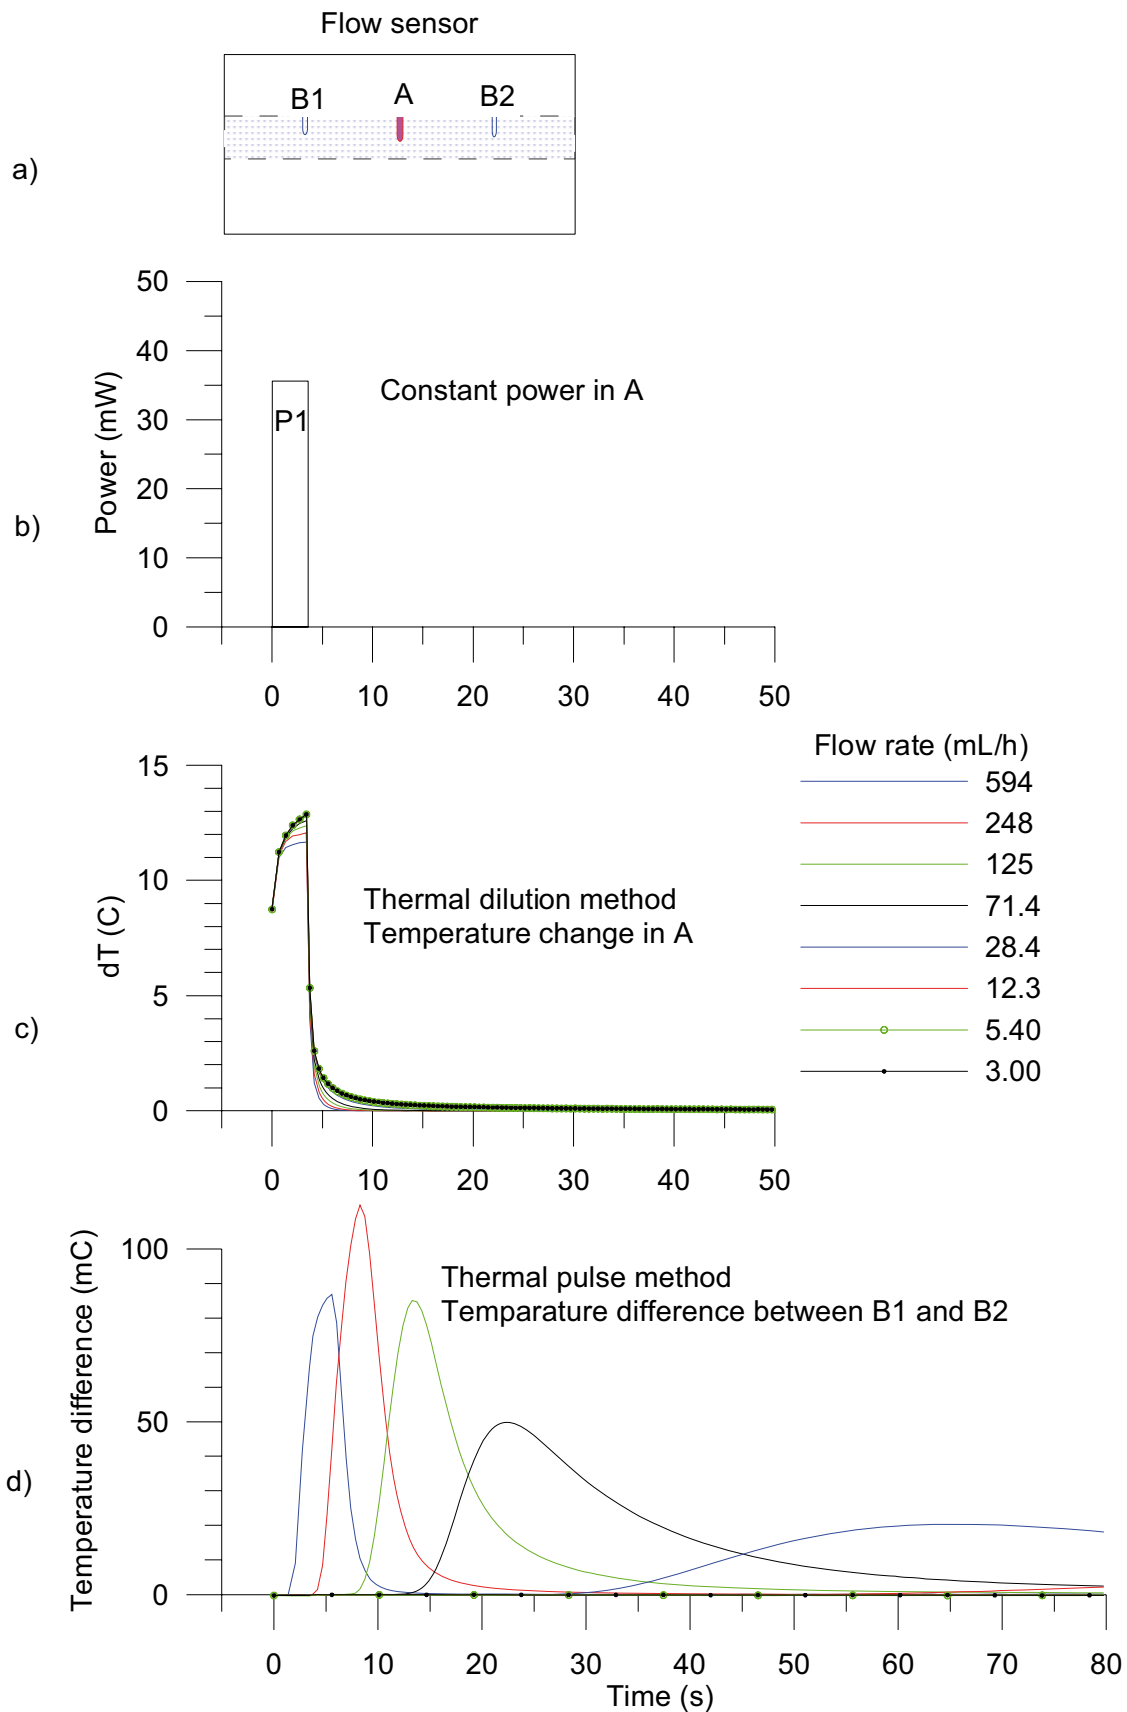 Flow sensor
B1 A B2
a)
50
40
30
20
10
0
Power (mW)
P1
Constant power in A
b)
0 10 20 30 40 50
Flow rate (mL/h)
594
248
125
71.4
28.4
12.3
5.40
3.00
15
10
5
0
dT (C)
Thermal dilution method
Temperature change in A
c)
0 10 20 30 40 50
100
50
0
Temperature difference (mC)
Thermal pulse method
Temparature difference between B1 and B2
d)
0 10 20 30 40 50 60 70 80
Time (s)